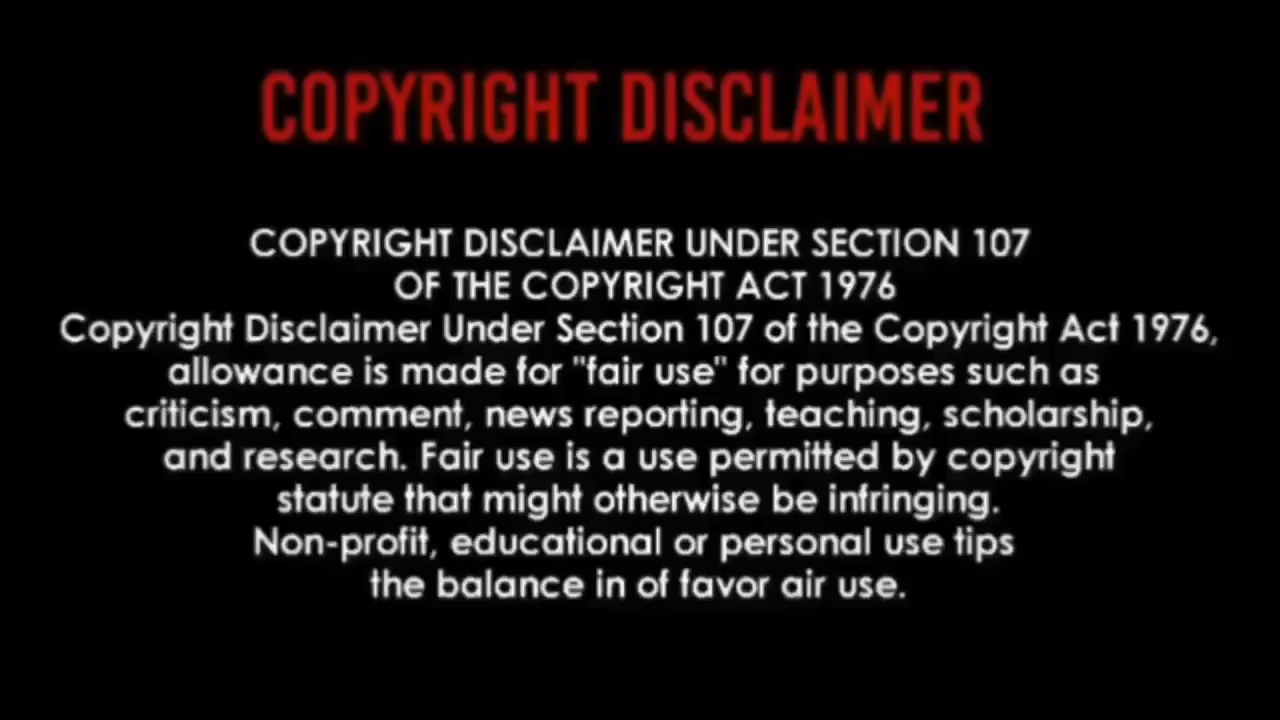 COPYRIGHT DISCLAIMER
COPYRIGHT DISCLAIMER UNDER SECTION 107
OF THE COPYRIGHT ACT 1976
Copyright Disclaimer Under Section 107 of the Copyright Act 1976,
allowance is made for "fair use" for purposes such as
criticism, comment, news reporting, teaching, scholarship,
and research. Fair use is a use permitted by copyright
statute that might otherwise be infringing.
Non-profit, educational or personal use tips
the balance in of favor air use.